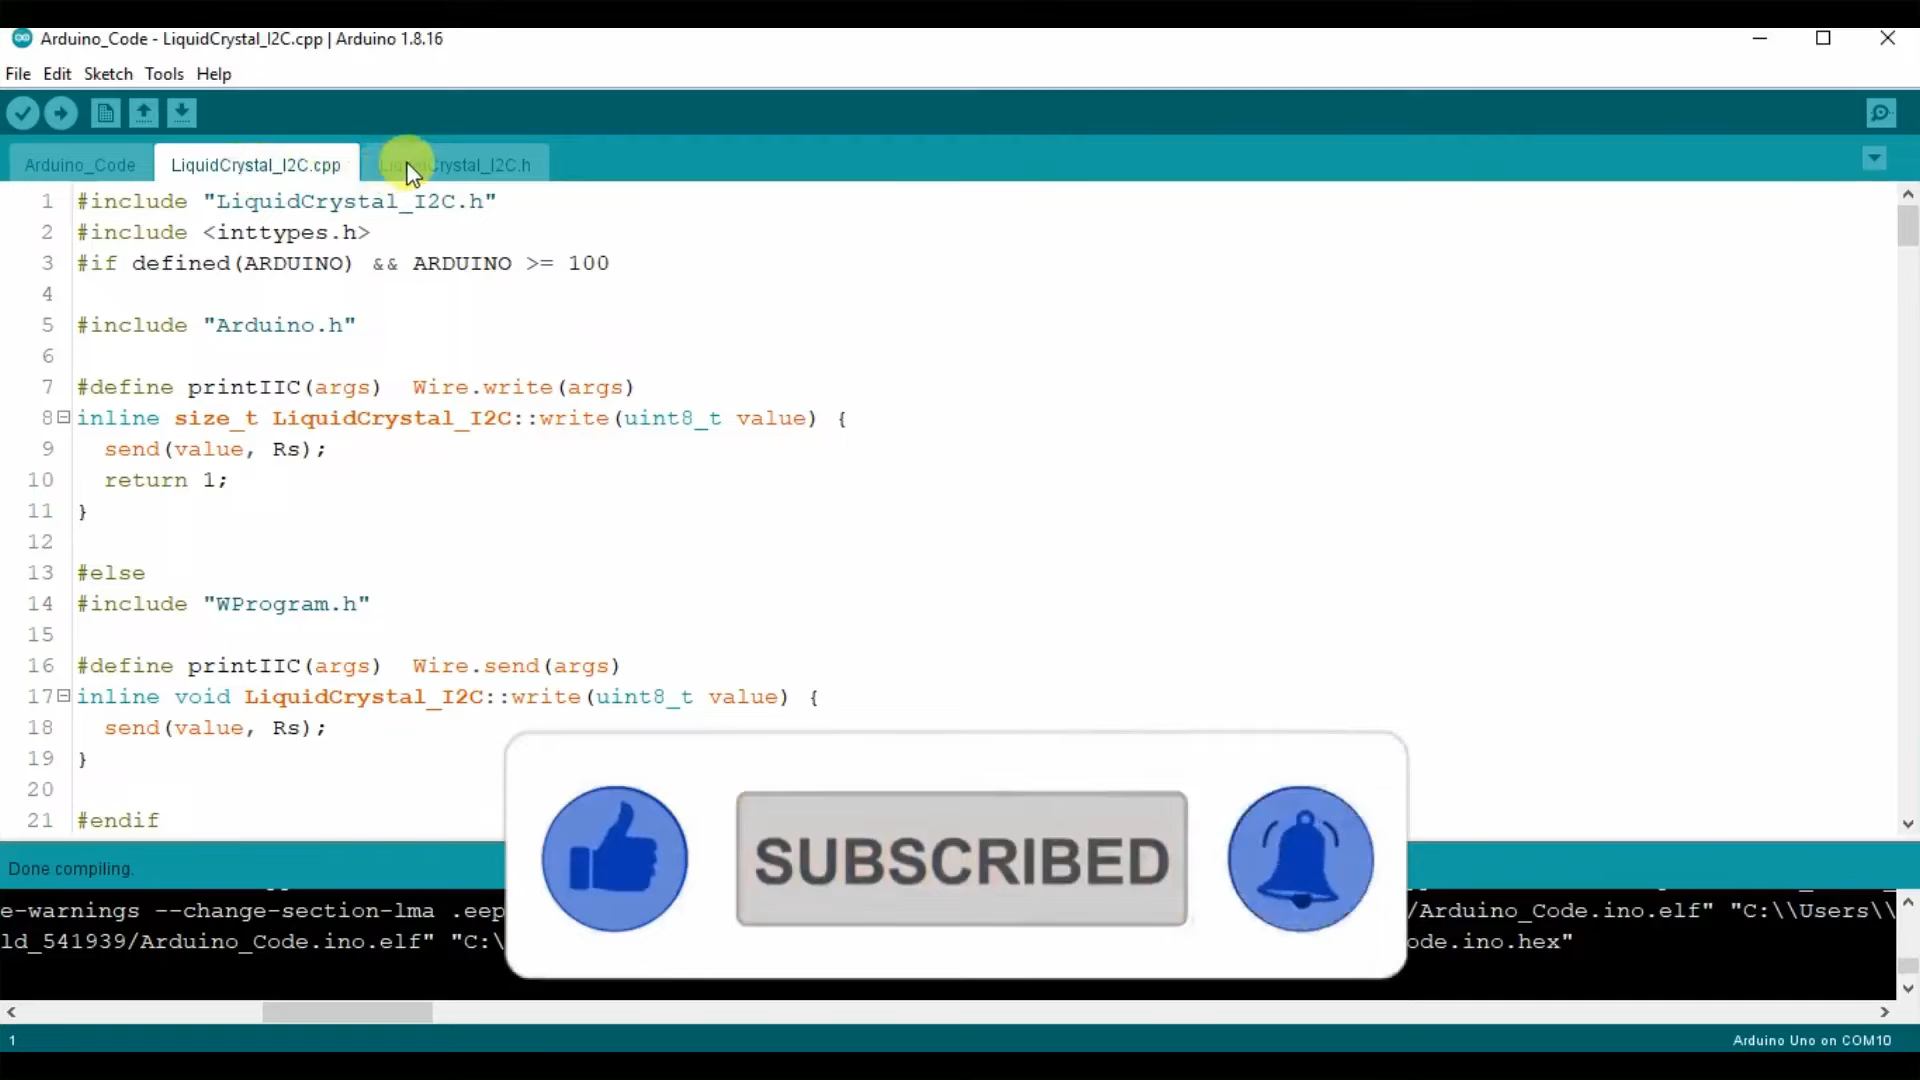 Arduino_Code - LiquidCrystal_I2C.cpp | Arduino 1.8.16
File Edit Sketch Tools Help
Arduino_Code LiquidCrystal_I2C.cpp LiquidCrystal_I2C.h
1 #include "LiquidCrystal_I2C.h"
2 #include <inttypes.h>
3 #if defined(ARDUINO) && ARDUINO >= 100
4
5 #include "Arduino.h"
6
7 #define printIIC(args) Wire.write(args)
8 inline size_t LiquidCrystal_I2C::write(uint8_t value) {
9 send(value, Rs);
10 return 1;
11 }
12
13 #else
14 #include "WProgram.h"
15
16 #define printIIC(args) Wire.send(args)
17 inline void LiquidCrystal_I2C::write(uint8_t value) {
18 send(value, Rs);
19 }
20
21 #endif
SUBSCRIBED
Done compiling.
e-warnings --change-section-lma .eep /Arduino_Code.ino.elf" "C:\\Users\\
ld_541939/Arduino_Code.ino.elf" "C:\ ode.ino.hex"
1 Arduino Uno on COM10